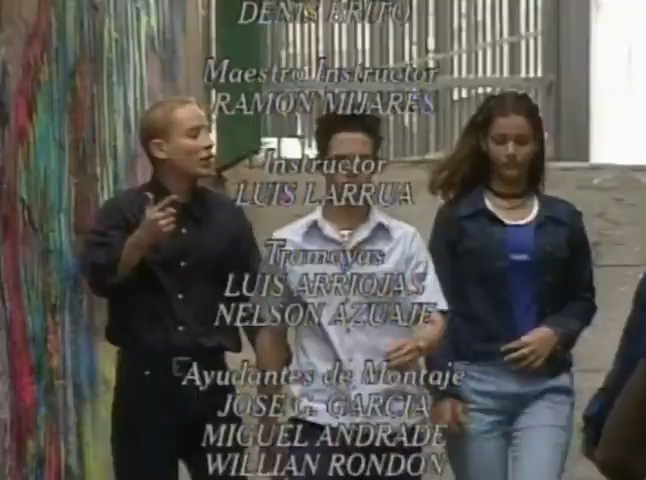 DENIS BRITO
Maestro Instructor
RAMON MIJARES
Instructor
LUIS LARRUA
Tramoyas
LUIS ARRIOJAS
NELSON AZUAJE
Ayudantes de Montaje
JOSE G. GARCIA
MIGUEL ANDRADE
WILLIAN RONDON